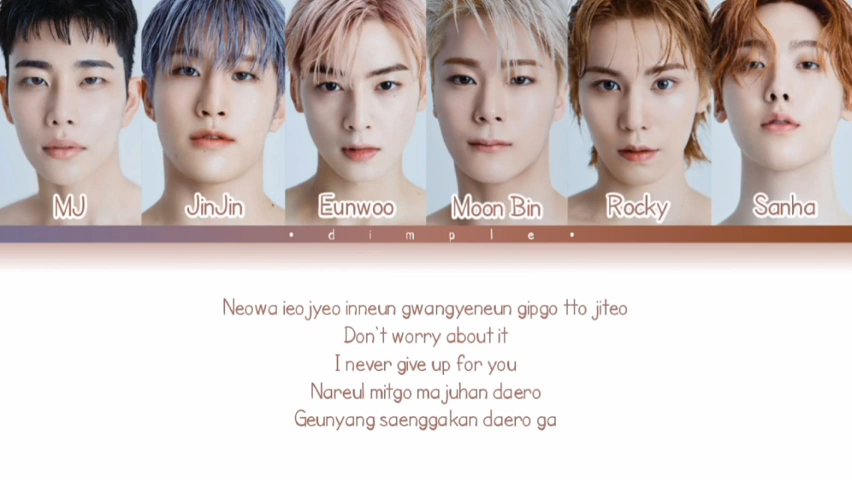 MJ JinJin Eunwoo Moon Bin Rocky Sanha
• dimple •
Neowa ieojyeo inneun gwangyeneun gipgo tto jiteo
Don't worry about it
I never give up for you
Nareul mitgo majuhan daero
Geunyang saenggakan daero ga